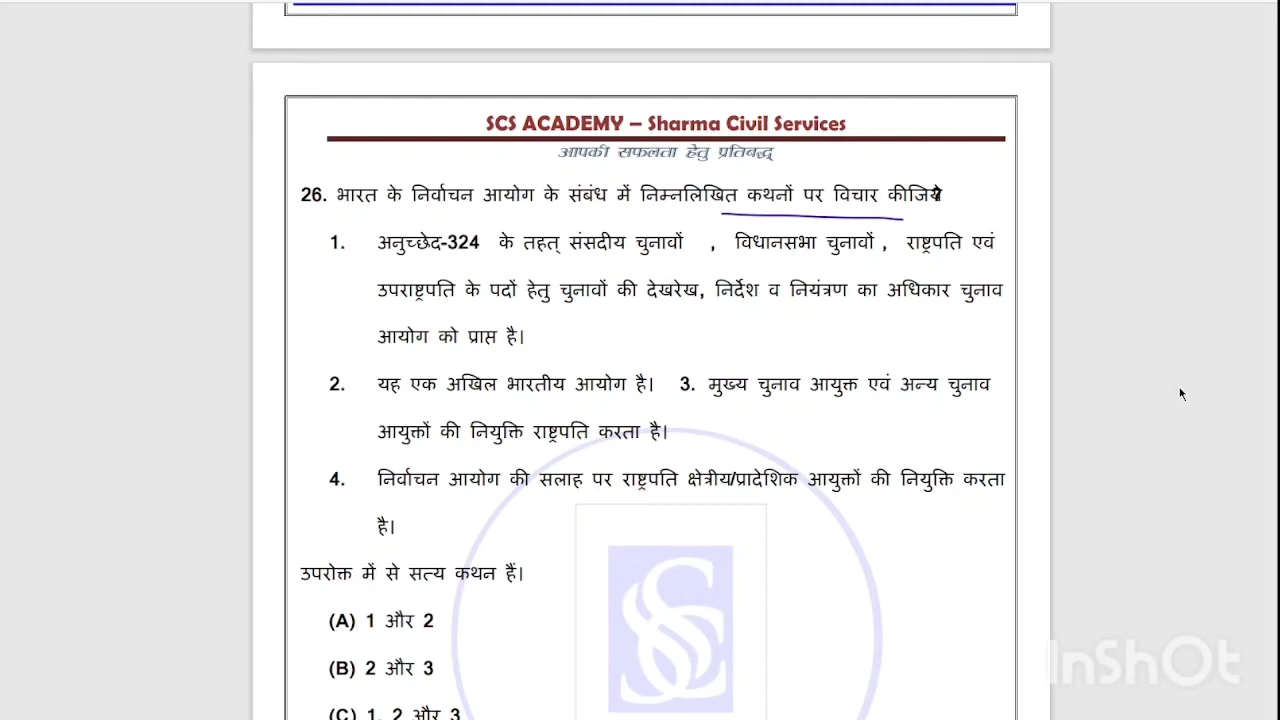 SCS ACADEMY – Sharma Civil Services
आपकी सफलता हेतु प्रतिबद्ध
26. भारत के निर्वाचन आयोग के संबंध में निम्नलिखित कथनों पर विचार कीजिये?
1. अनुच्छेद-324 के तहत् संसदीय चुनावों , विधानसभा चुनावों , राष्ट्रपति एवं
उपराष्ट्रपति के पदों हेतु चुनावों की देखरेख, निर्देश व नियंत्रण का अधिकार चुनाव
आयोग को प्राप्त है।
2. यह एक अखिल भारतीय आयोग है। 3. मुख्य चुनाव आयुक्त एवं अन्य चुनाव
आयुक्तों की नियुक्ति राष्ट्रपति करता है।
4. निर्वाचन आयोग की सलाह पर राष्ट्रपति क्षेत्रीय/प्रादेशिक आयुक्तों की नियुक्ति करता
है।
उपरोक्त में से सत्य कथन हैं।
(A) 1 और 2
(B) 2 और 3
(C) 1, 2 और 3
InShOt